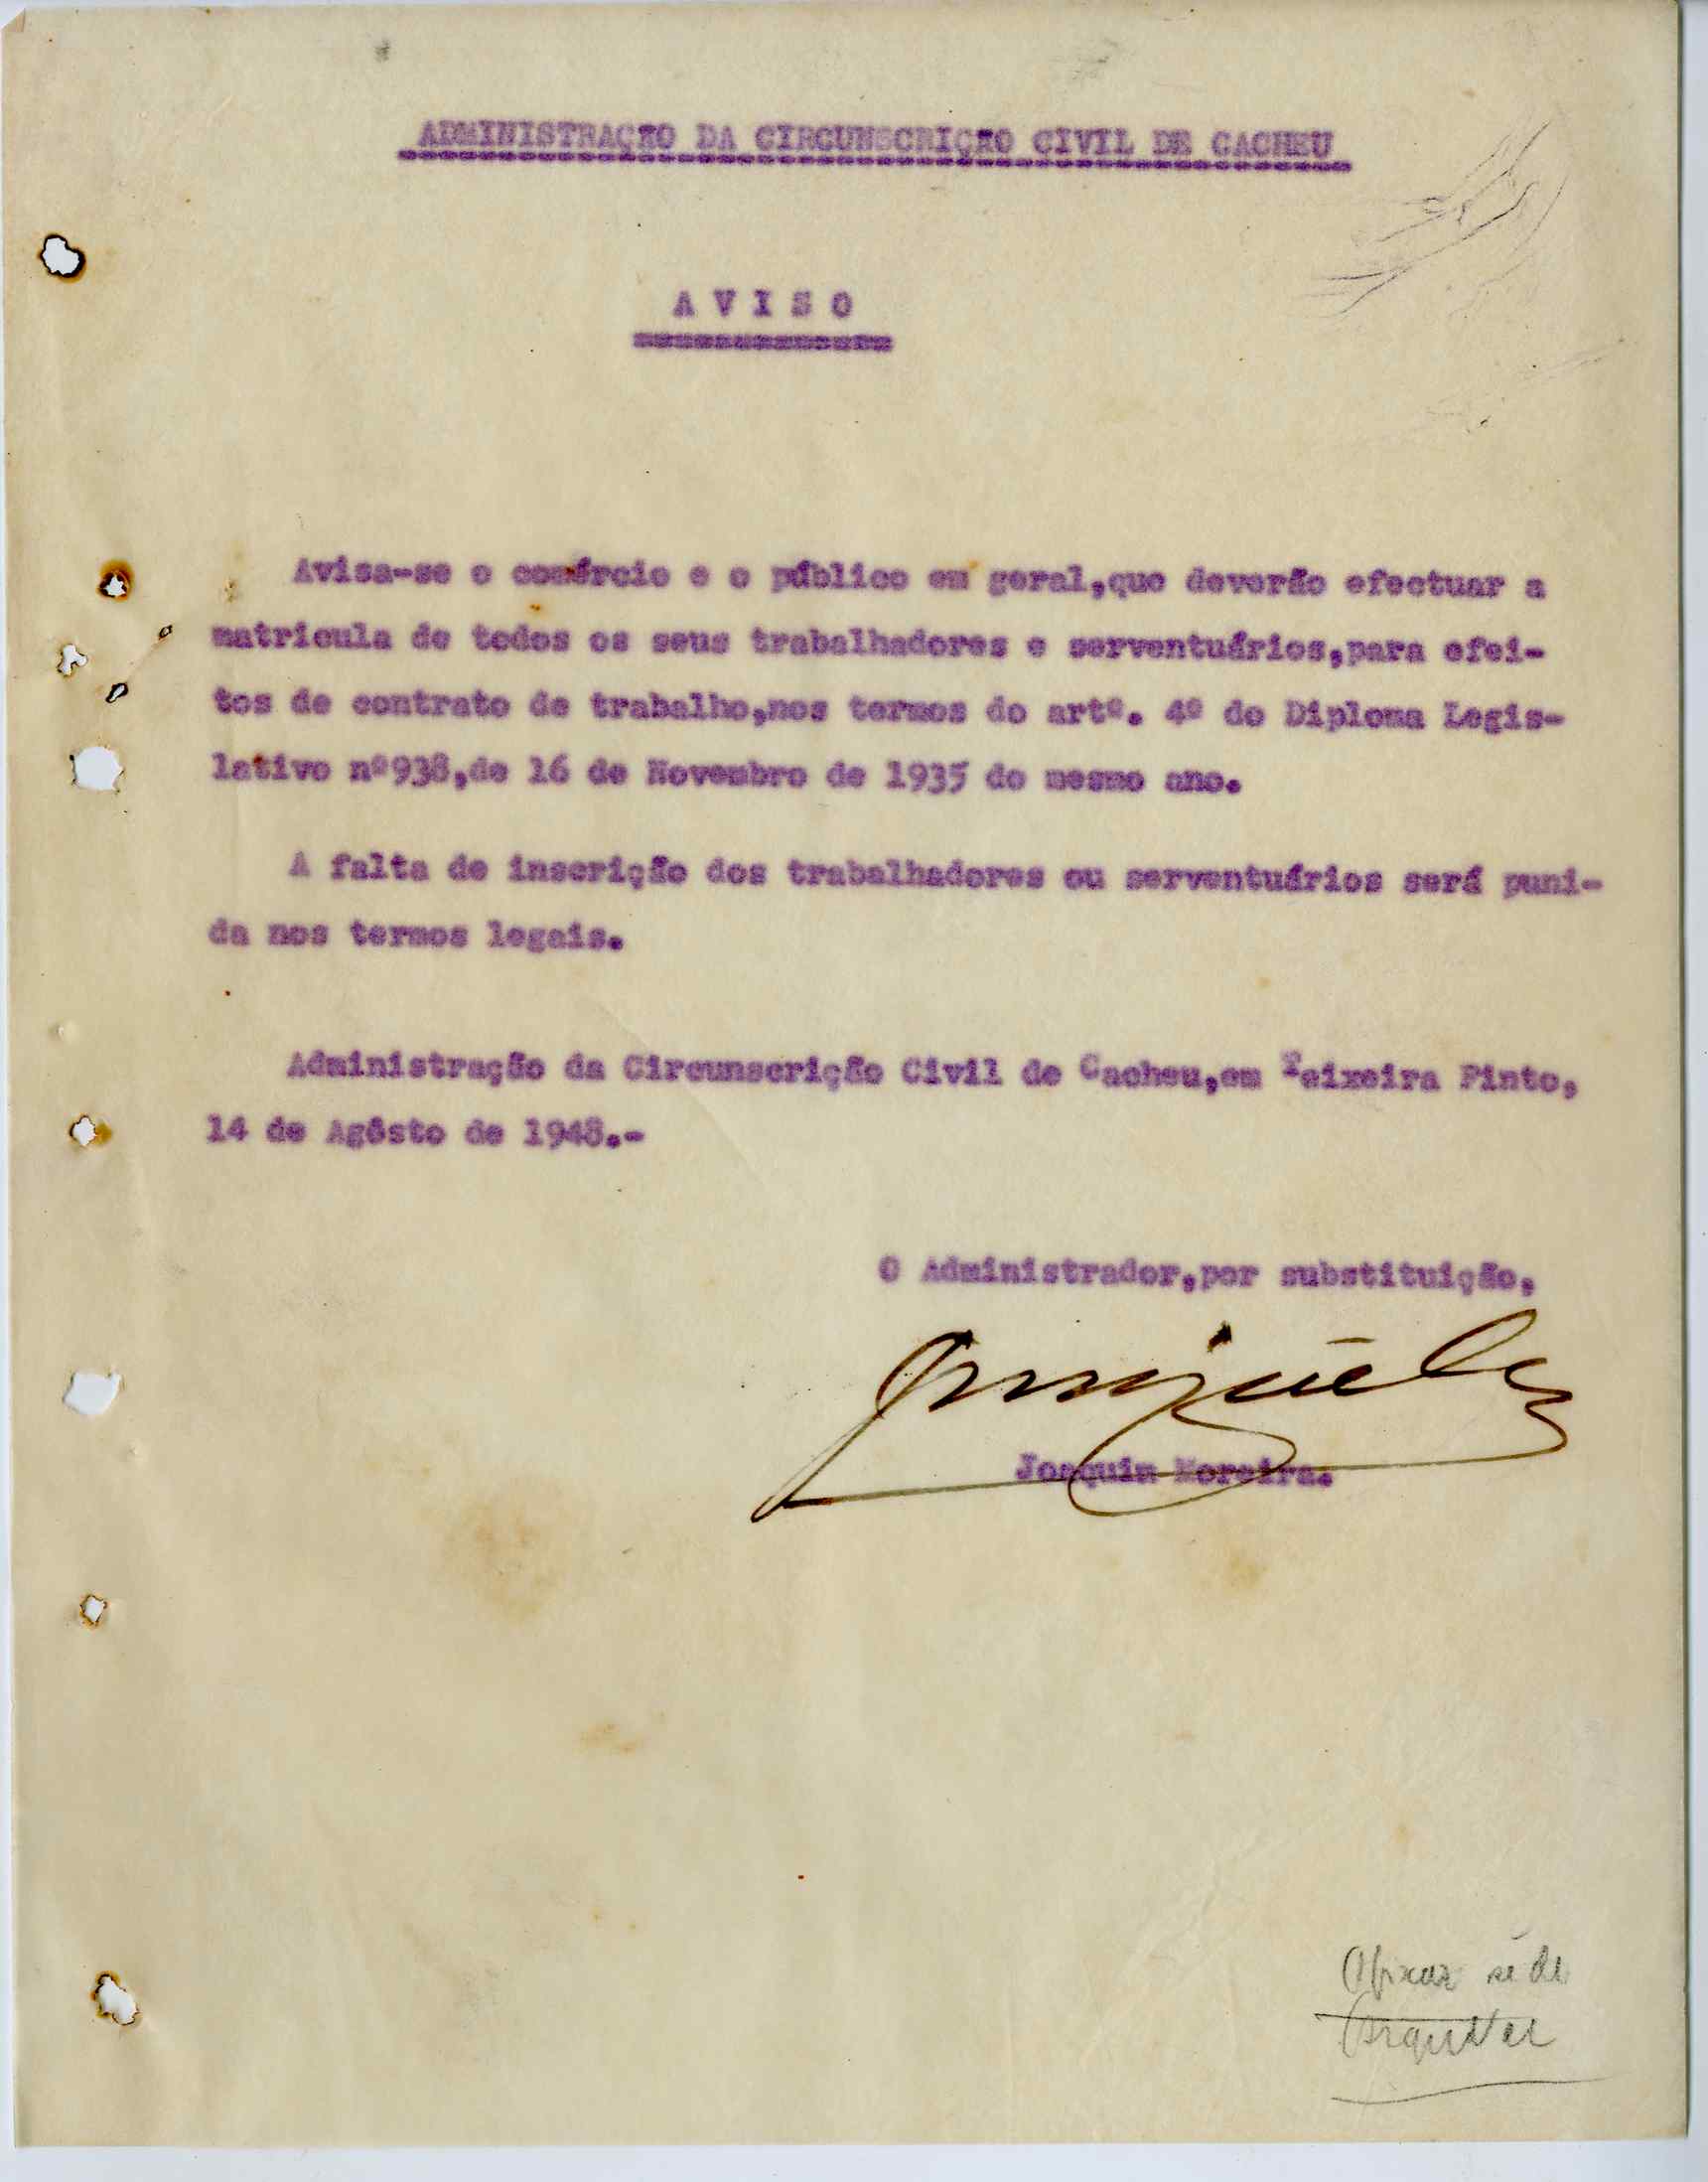 ADMINISTRAÇÃO DA CIRCUNSCRIÇÃO CIVIL DE CACHEU
A V I S O
Avisa-se o comércio e o público em geral,que deverão efectuar a
matricula de todos os seus trabalhadores e serventuários,para efei-
tos de contrato de trabalho,nos termos do artº. 4º do Diploma Legis-
lativo nº938,de 16 de Novembro de 1935 do mesmo ano.
A falta de inscrição dos trabalhadores ou serventuários será puni-
da nos termos legais.
Administração da Circunscrição Civil de Cacheu,em Teixeira Pinto,
14 de Agôsto de 1948.-
O Administrador,por substituição,
Joaquim Moreira.
Afixar séde
Arquivar